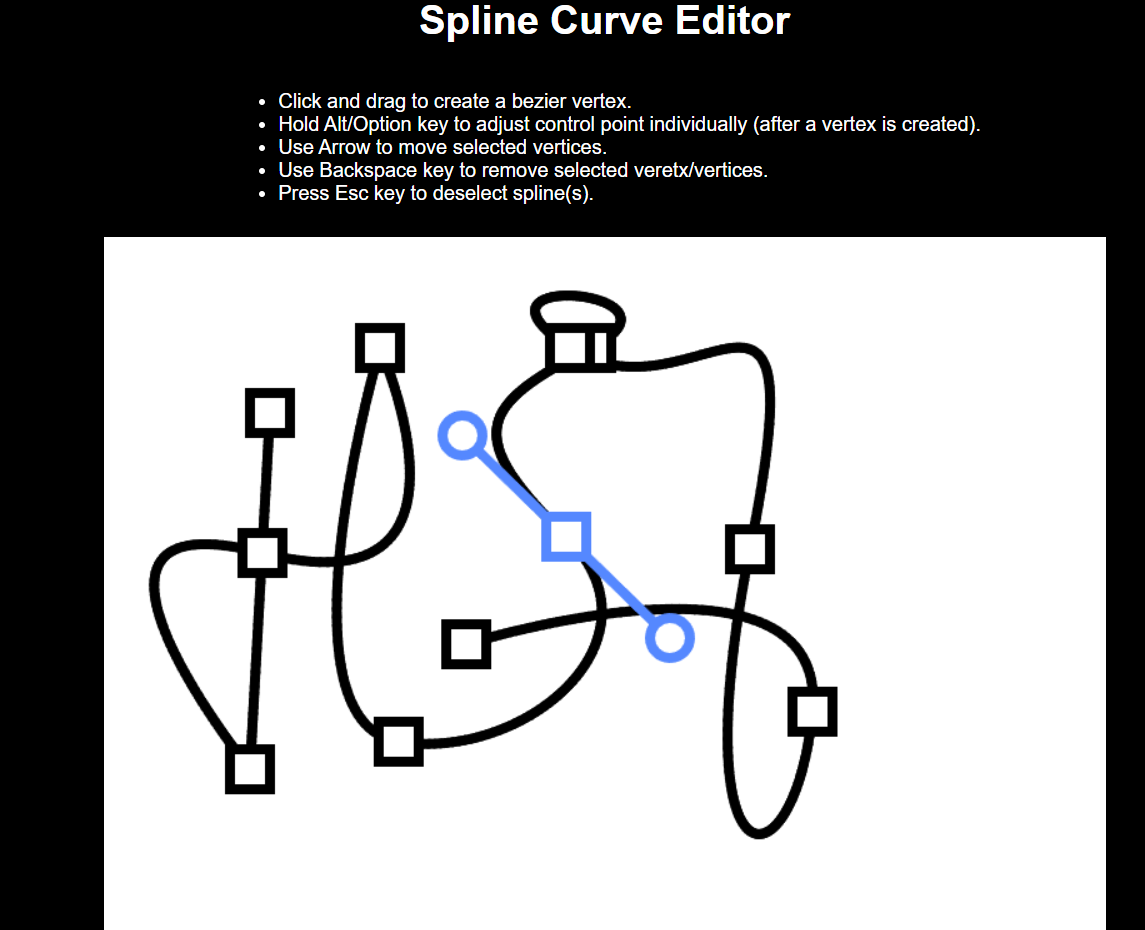 Spline Curve Editor
• Click and drag to create a bezier vertex.
• Hold Alt/Option key to adjust control point individually (after a vertex is created).
• Use Arrow to move selected vertices.
• Use Backspace key to remove selected veretx/vertices.
• Press Esc key to deselect spline(s).